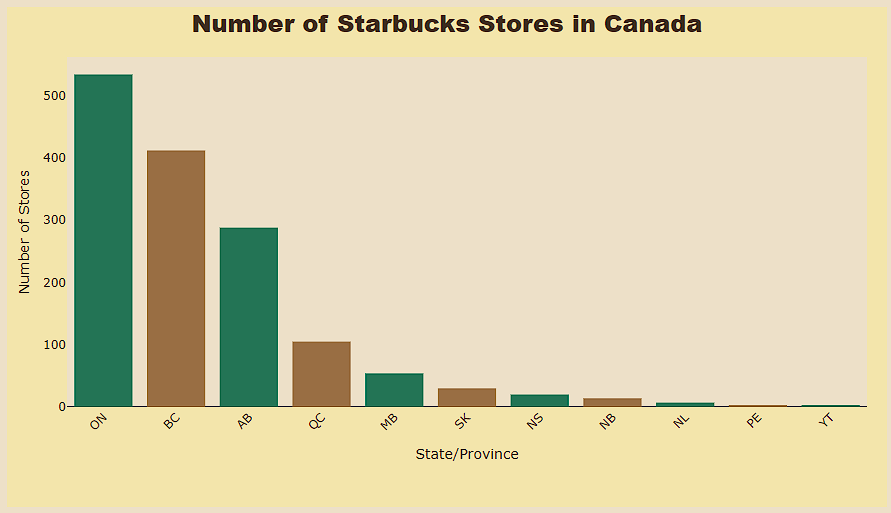 Number of Starbucks Stores in Canada
Number of Stores
500
400
300
200
100
0
ON
BC
AB
QC
MB
SK
NS
NB
NL
PE
YT
State/Province